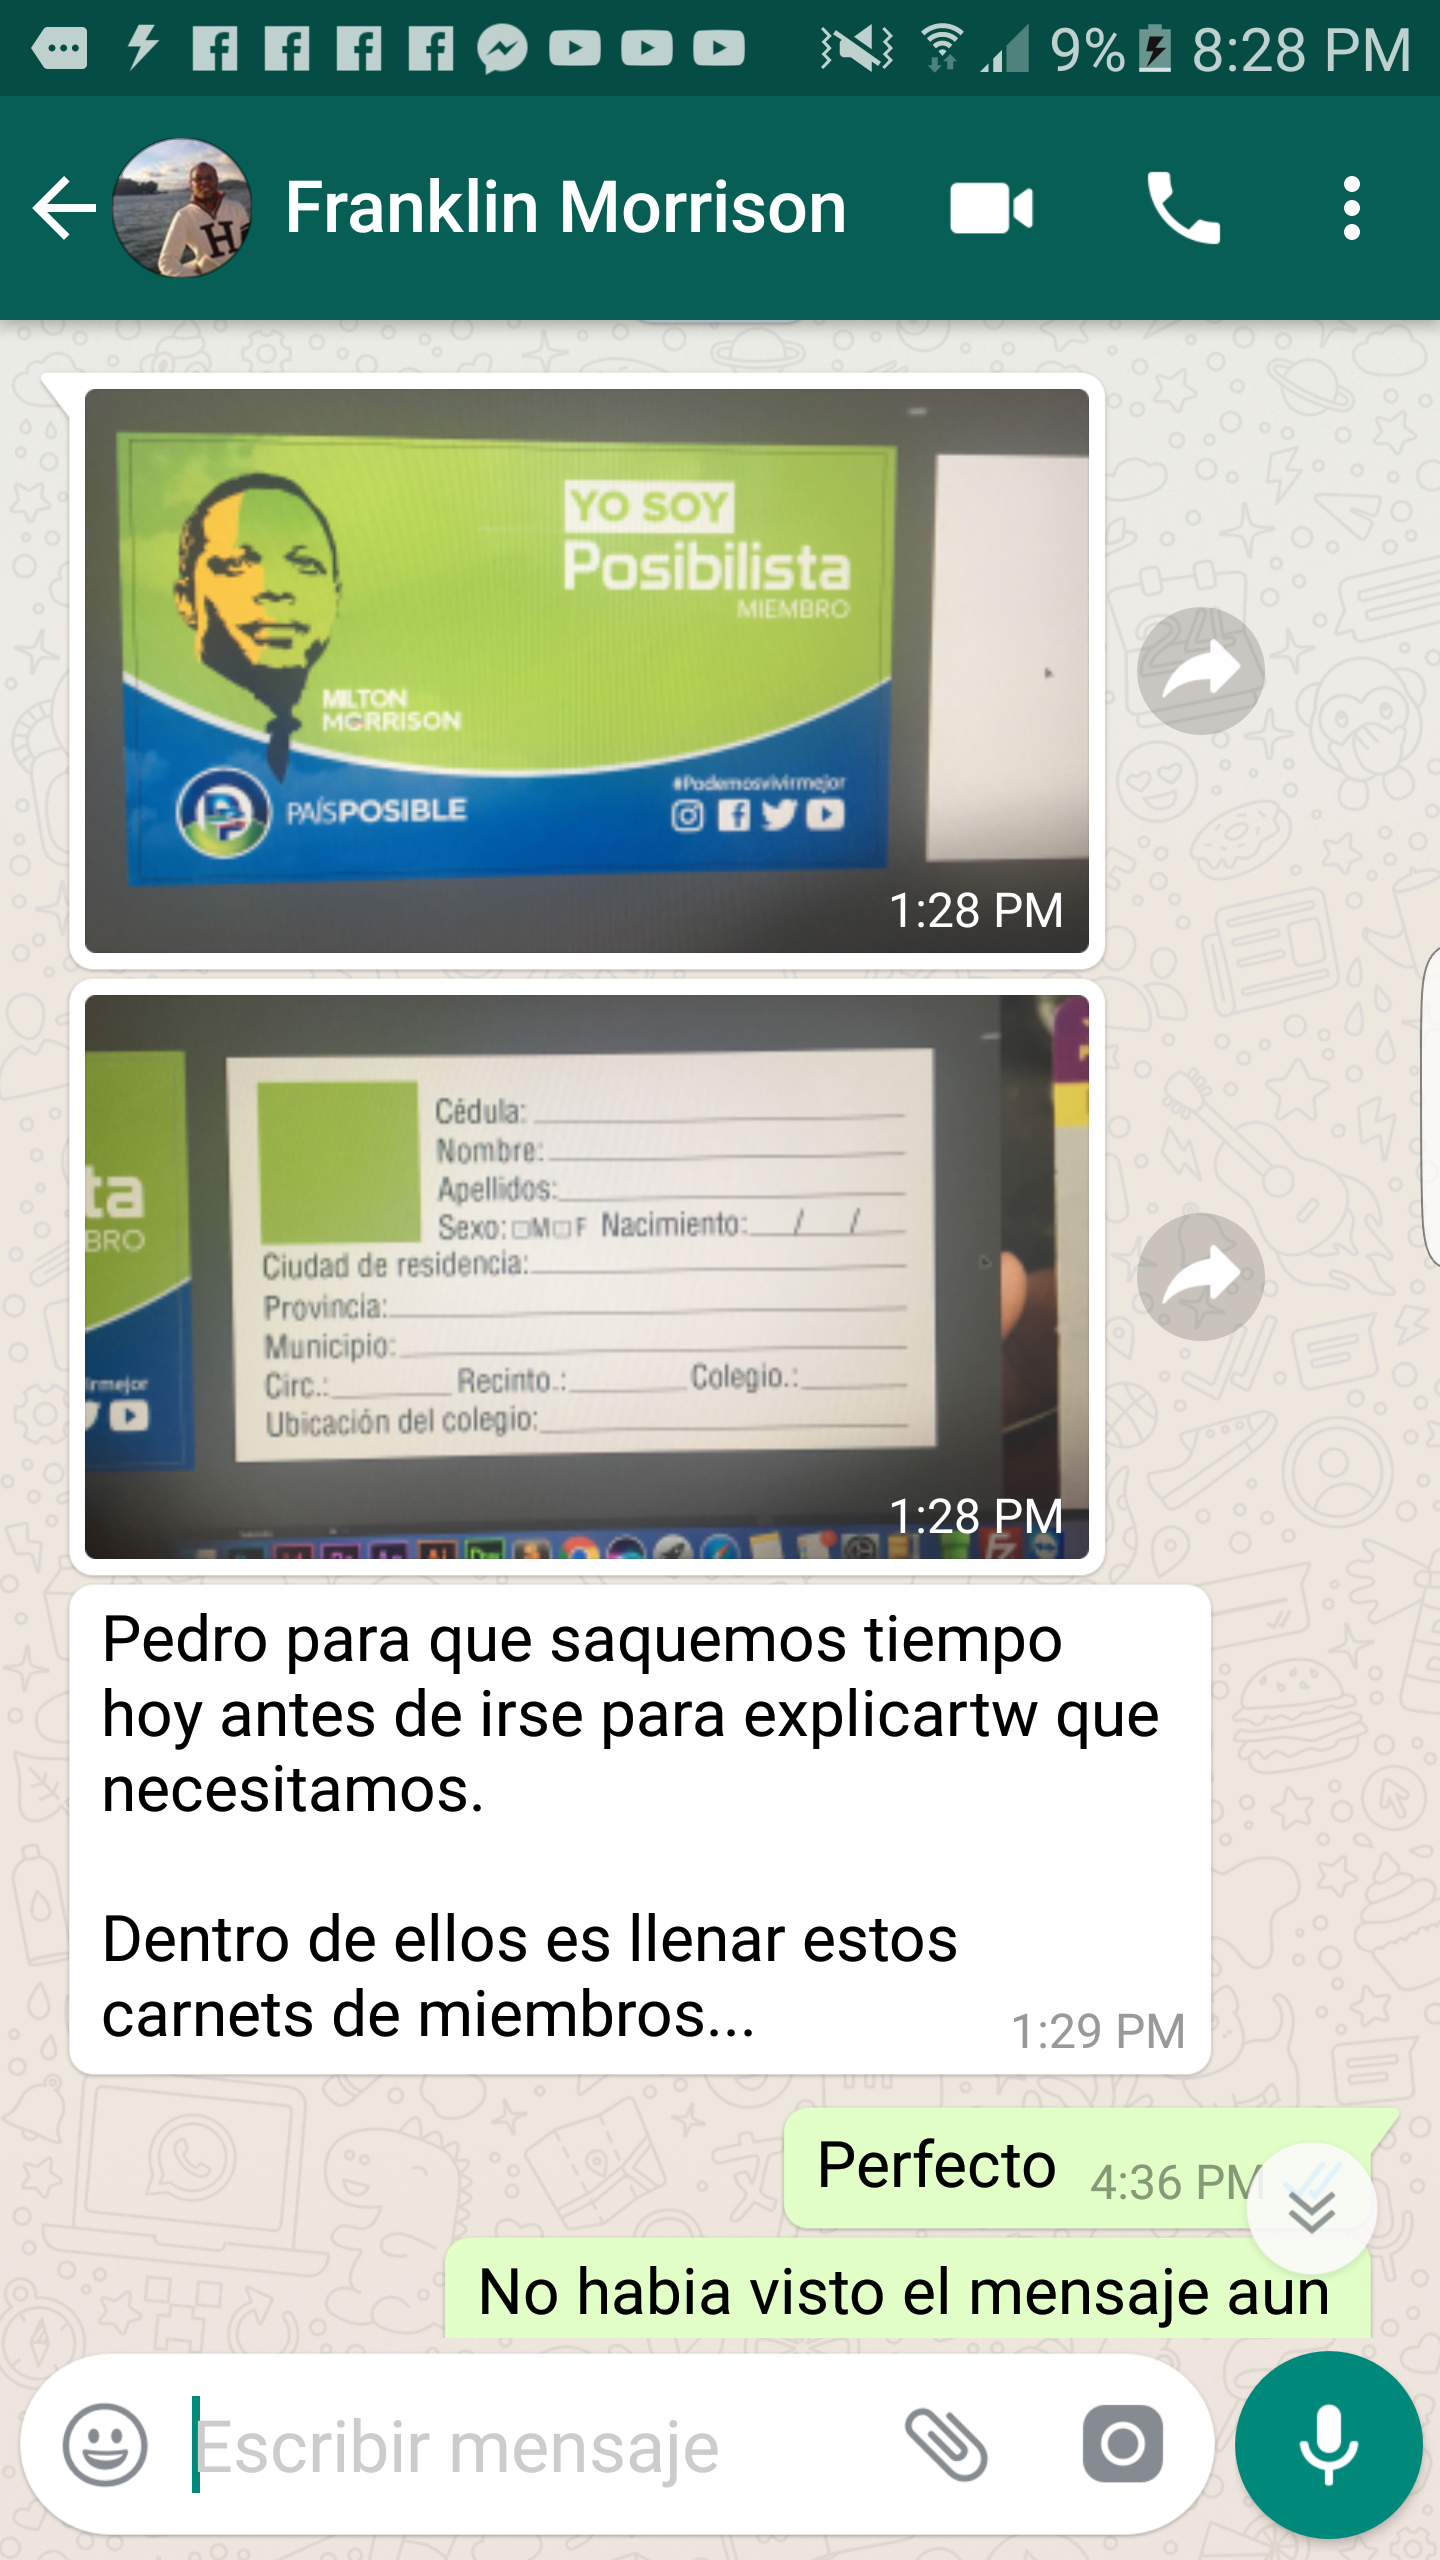 9% 8:28 PM
Franklin Morrison
YO SOY
Posibilista
MIEMBRO
MILTON
MORRISON
PAÍSPOSIBLE
#Podemosvivirmejor
1:28 PM
ta
BRO
irmejor
Cédula:
Nombre:
Apellidos:
Sexo: □M□F Nacimiento: / /
Ciudad de residencia:
Provincia:
Municipio:
Circ.: Recinto.: Colegio.:
Ubicación del colegio:
1:28 PM
Pedro para que saquemos tiempo
hoy antes de irse para explicartw que
necesitamos.
Dentro de ellos es llenar estos
carnets de miembros...
1:29 PM
Perfecto 4:36 PM
No habia visto el mensaje aun
Escribir mensaje